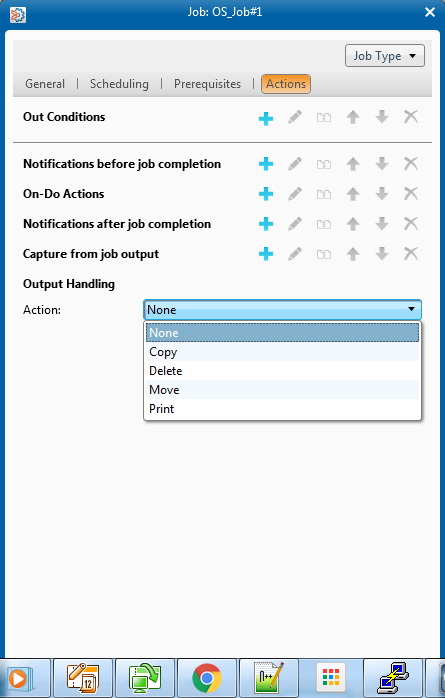 Job: OS_Job#1
Job Type
General | Scheduling | Prerequisites | Actions
Out Conditions
Notifications before job completion
On-Do Actions
Notifications after job completion
Capture from job output
Output Handling
Action: None
None
Copy
Delete
Move
Print
12
n++